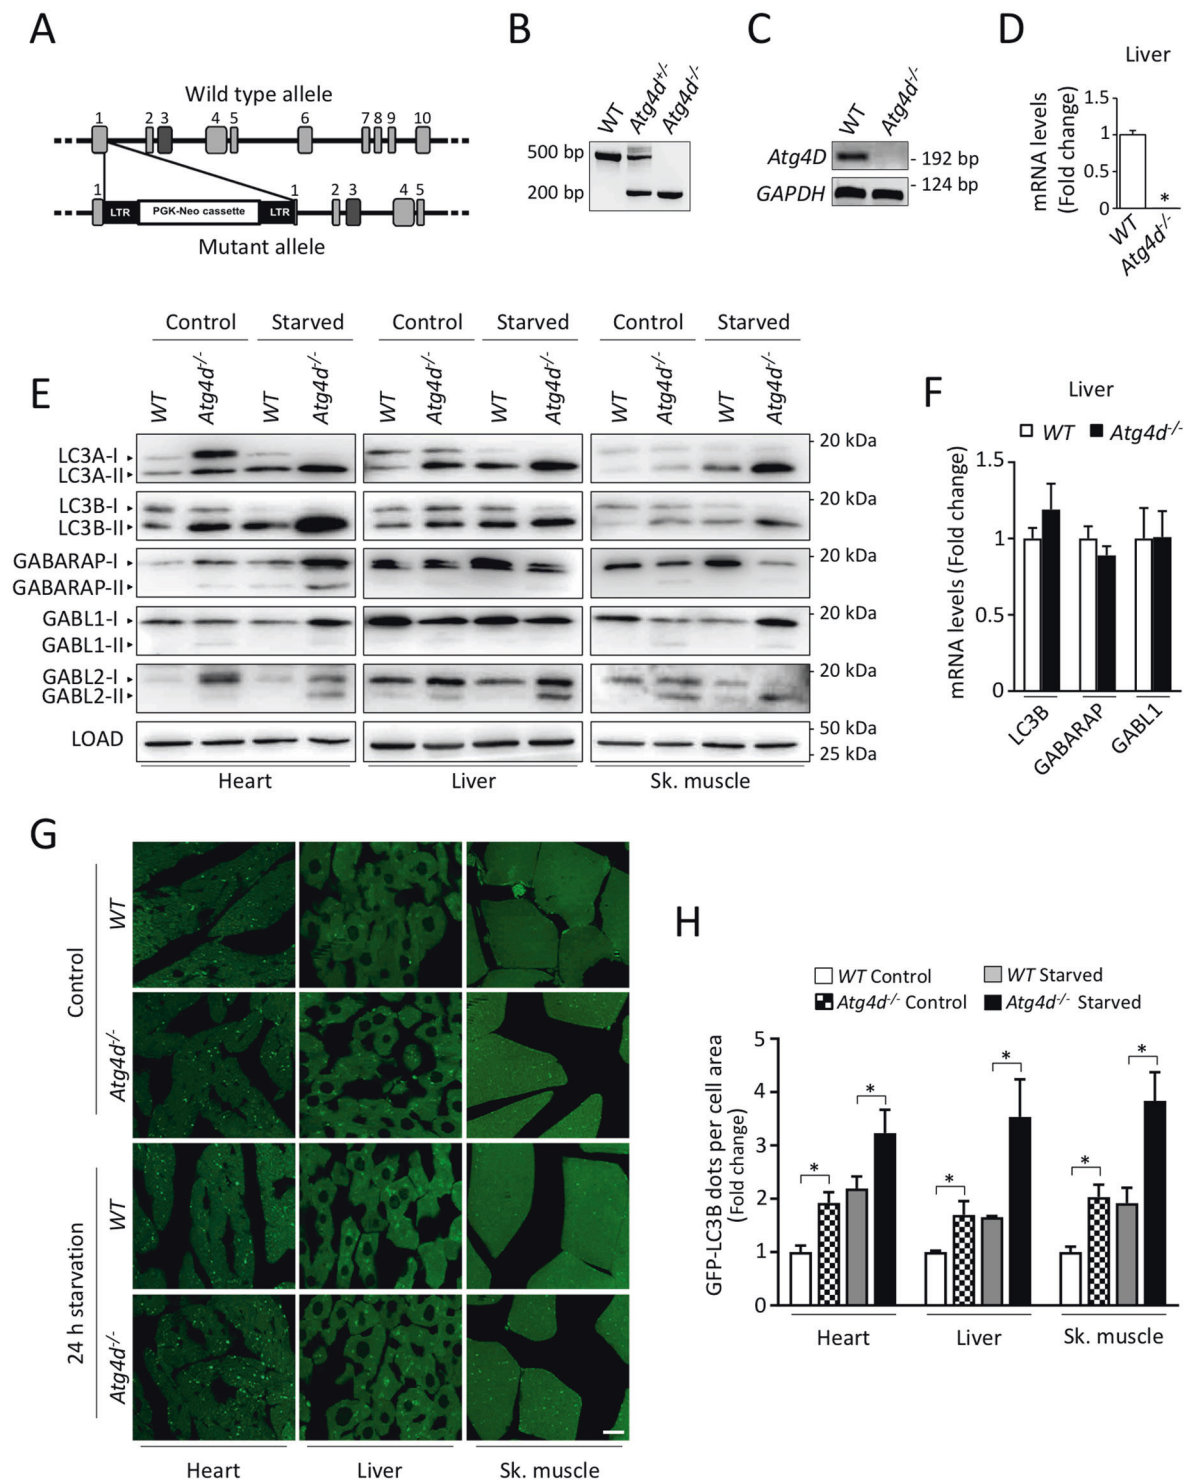 A
Wild type allele
1 2 3 4 5 6 7 8 9 10
1 LTR PGK-Neo cassette LTR 1 2 3 4 5
Mutant allele
B
WT Atg4d+/- Atg4d-/-
500 bp
200 bp
C
WT Atg4d-/-
Atg4D - 192 bp
GAPDH - 124 bp
D
Liver
mRNA levels
(Fold change)
1.5
1
0.5
0
*
WT Atg4d-/-
E
Control Starved Control Starved Control Starved
WT Atg4d-/- WT Atg4d-/- WT Atg4d-/- WT Atg4d-/- WT Atg4d-/- WT Atg4d-/-
LC3A-I 20 kDa
LC3A-II
LC3B-I 20 kDa
LC3B-II
GABARAP-I 20 kDa
GABARAP-II
GABL1-I 20 kDa
GABL1-II
GABL2-I 20 kDa
GABL2-II
LOAD 50 kDa
25 kDa
Heart Liver Sk. muscle
F
Liver
WT Atg4d-/-
mRNA levels (Fold change)
1.5
1
0.5
0
LC3B GABARAP GABL1
G
Control
WT
Atg4d-/-
24 h starvation
WT
Atg4d-/-
Heart Liver Sk. muscle
H
WT Control WT Starved
Atg4d-/- Control Atg4d-/- Starved
GFP-LC3B dots per cell area
(Fold change)
5
4
3
2
1
0
* * * * * *
Heart Liver Sk. muscle